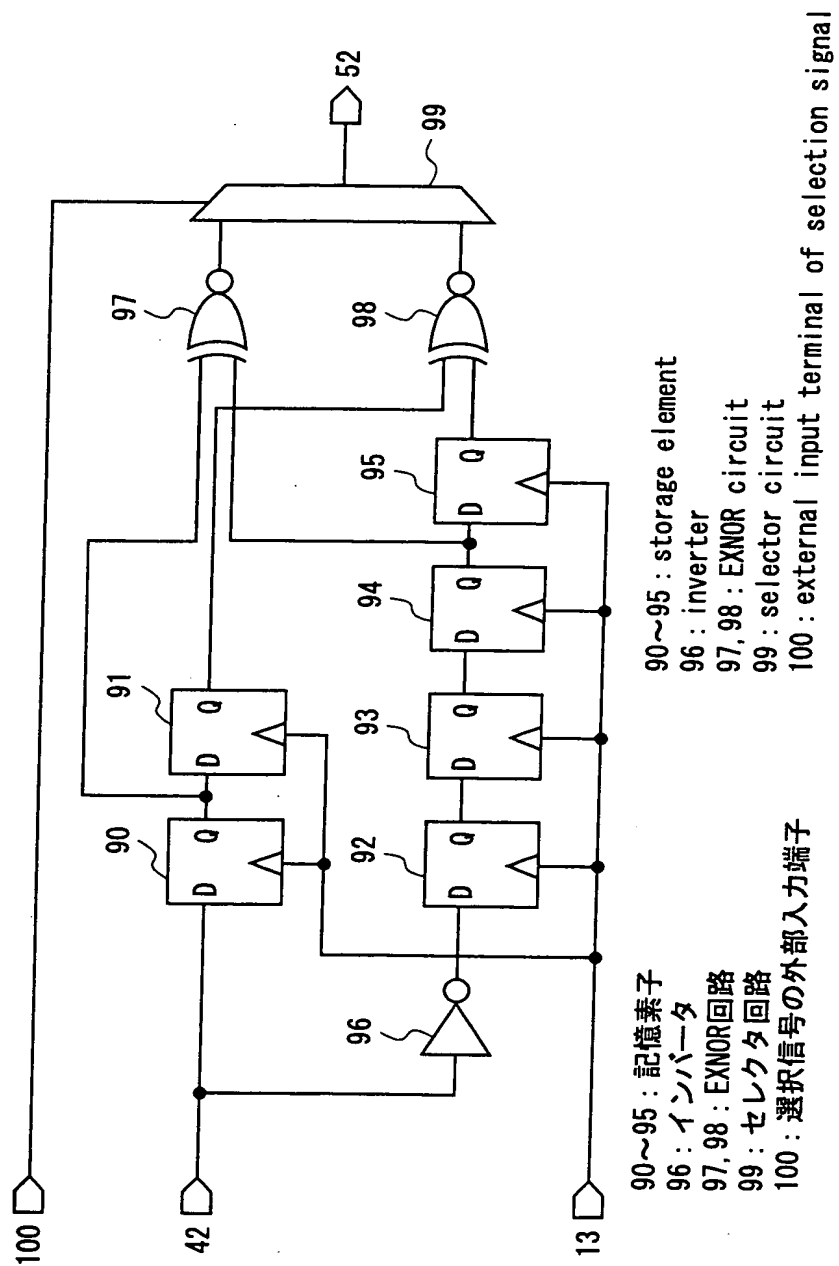 100
42
13
90
D Q
91
D Q
96
92
D Q
93
D Q
94
D Q
95
D Q
97
98
99
52
90~95:記憶素子
96:インバータ
97,98:EXNOR回路
99:セレクタ回路
100:選択信号の外部入力端子
90~95:storage element
96:inverter
97,98:EXNOR circuit
99:selector circuit
100:external input terminal of selection signal